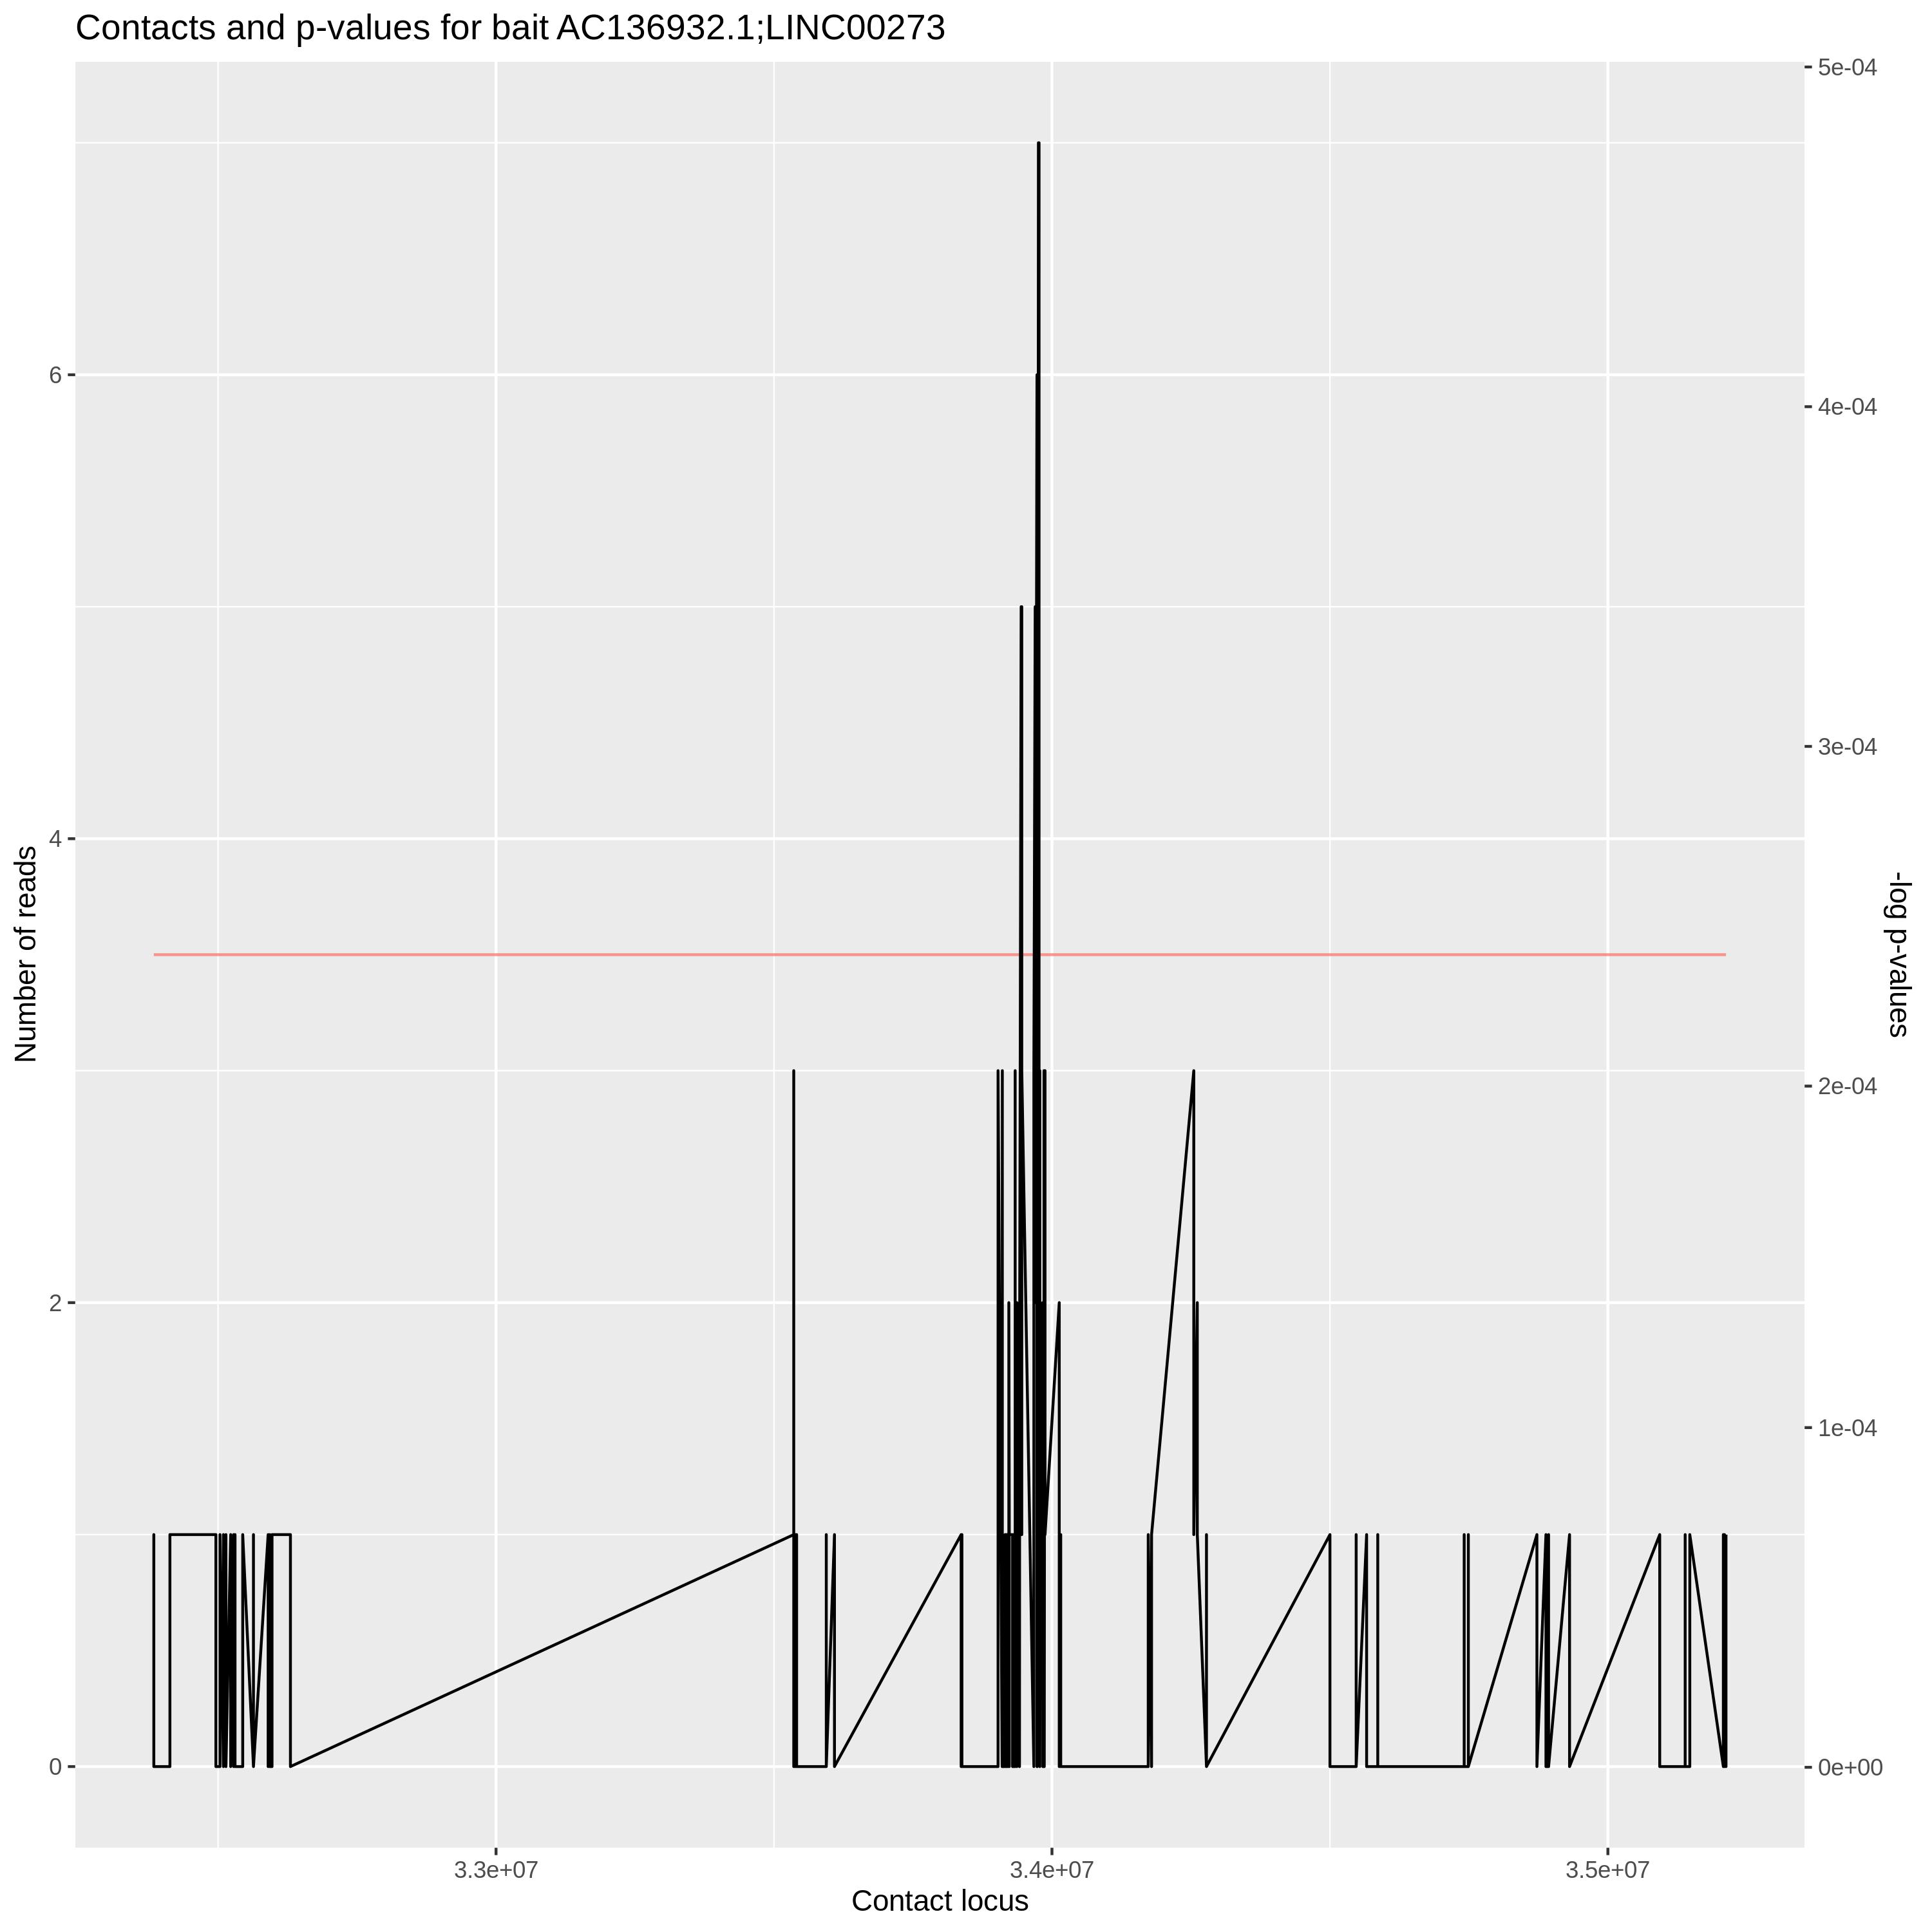 Contacts and p-values for bait AC136932.1;LINC00273
5e-04
6
4e-04
3e-04
4
Number of reads
-log p-values
2e-04
2
1e-04
0
0e+00
3.3e+07
3.4e+07
3.5e+07
Contact locus